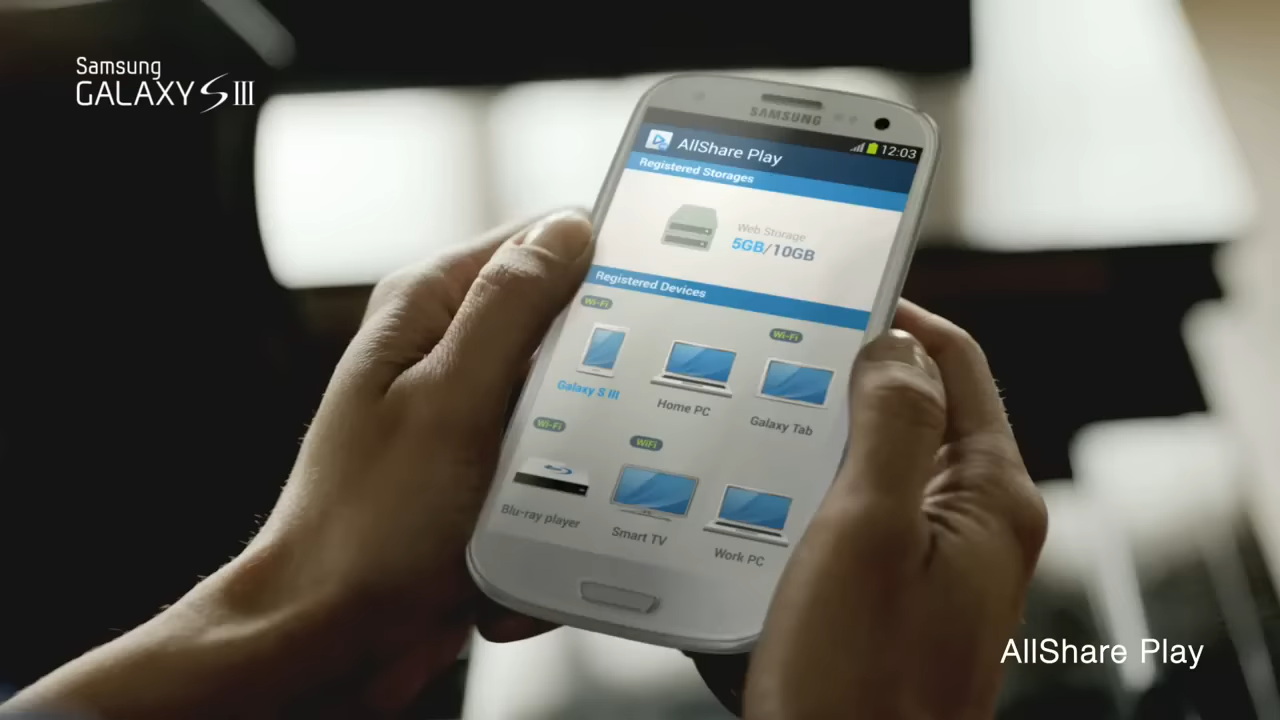 Samsung
GALAXY S III
SAMSUNG
12:03
AllShare Play
Registered Storages
Web Storage
5GB/10GB
Registered Devices
Wi-Fi
Wi-Fi
Galaxy S III
Home PC
Galaxy Tab
Wi-Fi
WiFi
Blu-ray player
Smart TV
Work PC
AllShare Play